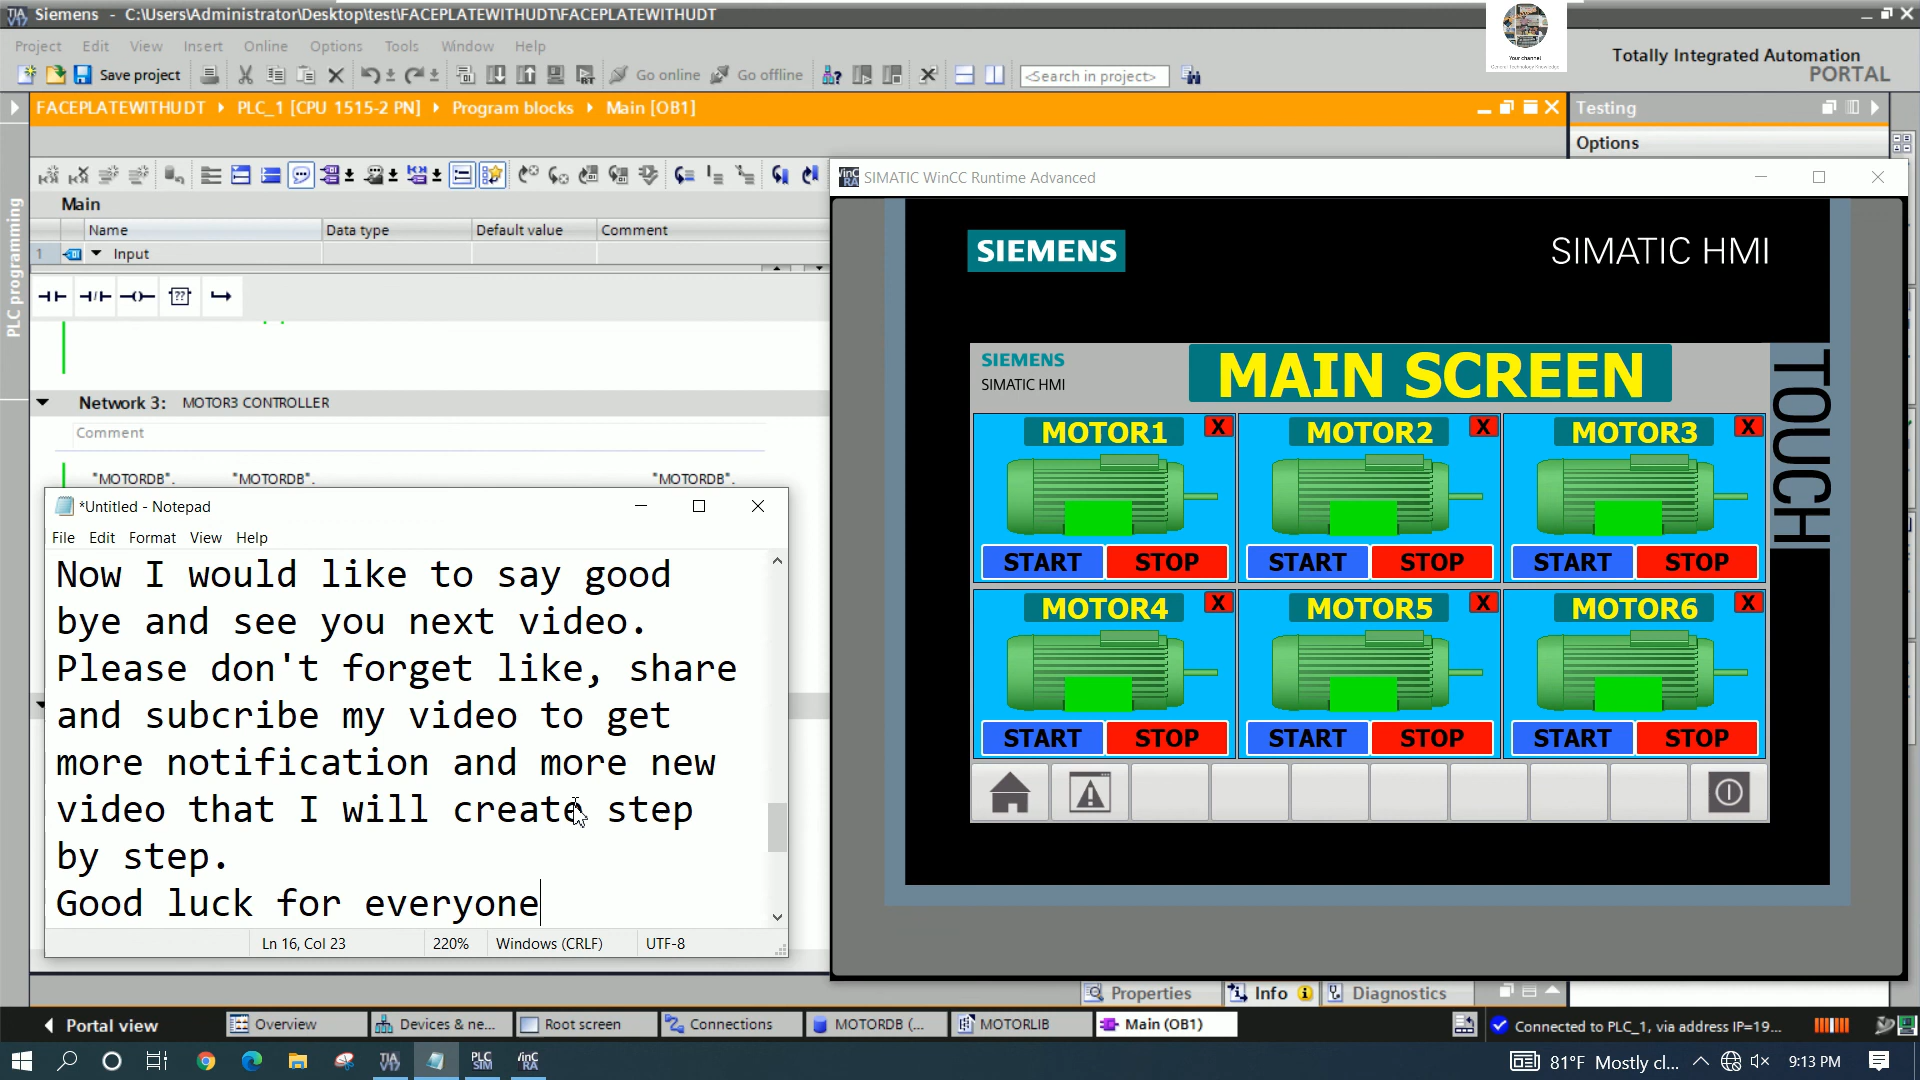 Siemens - C:\Users\Administrator\Desktop\test\FACEPLATEWITHUDT\FACEPLATEWITHUDT
Project Edit View Insert Online Options Tools Window Help
Save project
Go online
Go offline
<Search in project>
Your channel
Totally Integrated Automation
PORTAL
FACEPLATEWITHUDT PLC_1 [CPU 1515-2 PN] Program blocks Main [OB1]
Testing
Options
PLC programming
Main
Name Data type Default value Comment
1 Input
??
Network 3: MOTOR3 CONTROLLER
Comment
"MOTORDB". "MOTORDB". "MOTORDB".
*Untitled - Notepad
File Edit Format View Help
Now I would like to say good
bye and see you next video.
Please don't forget like, share
and subcribe my video to get
more notification and more new
video that I will create step
by step.
Good luck for everyone
Ln 16, Col 23 220% Windows (CRLF) UTF-8
SIMATIC WinCC Runtime Advanced
SIEMENS
SIMATIC HMI
SIEMENS
SIMATIC HMI
MAIN SCREEN
TOUCH
MOTOR1 X MOTOR2 X MOTOR3 X
START STOP START STOP START STOP
MOTOR4 X MOTOR5 X MOTOR6 X
START STOP START STOP START STOP
Properties Info Diagnostics
Portal view Overview Devices & ne... Root screen Connections MOTORDB (... MOTORLIB Main (OB1)
Connected to PLC_1, via address IP=19...
81°F Mostly cl... 9:13 PM